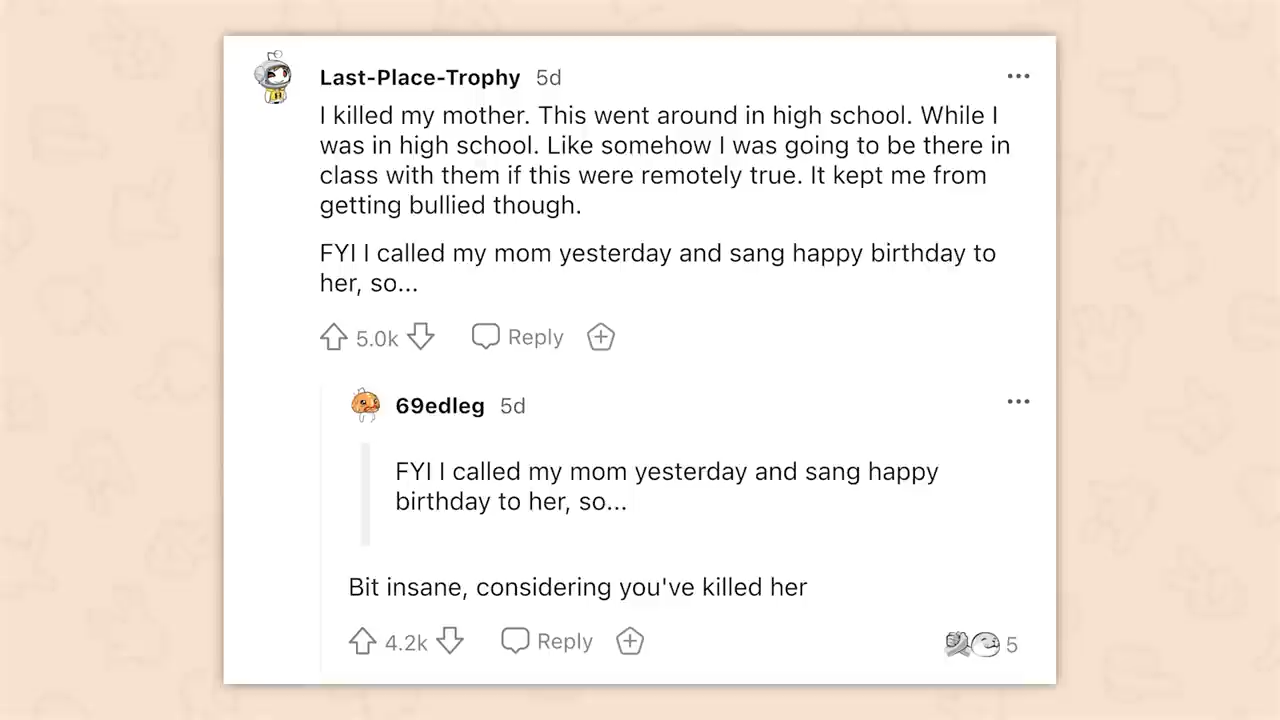 Last-Place-Trophy 5d
I killed my mother. This went around in high school. While I
was in high school. Like somehow I was going to be there in
class with them if this were remotely true. It kept me from
getting bullied though.
FYI I called my mom yesterday and sang happy birthday to
her, so...
5.0k Reply
69edleg 5d
FYI I called my mom yesterday and sang happy
birthday to her, so...
Bit insane, considering you've killed her
4.2k Reply 5